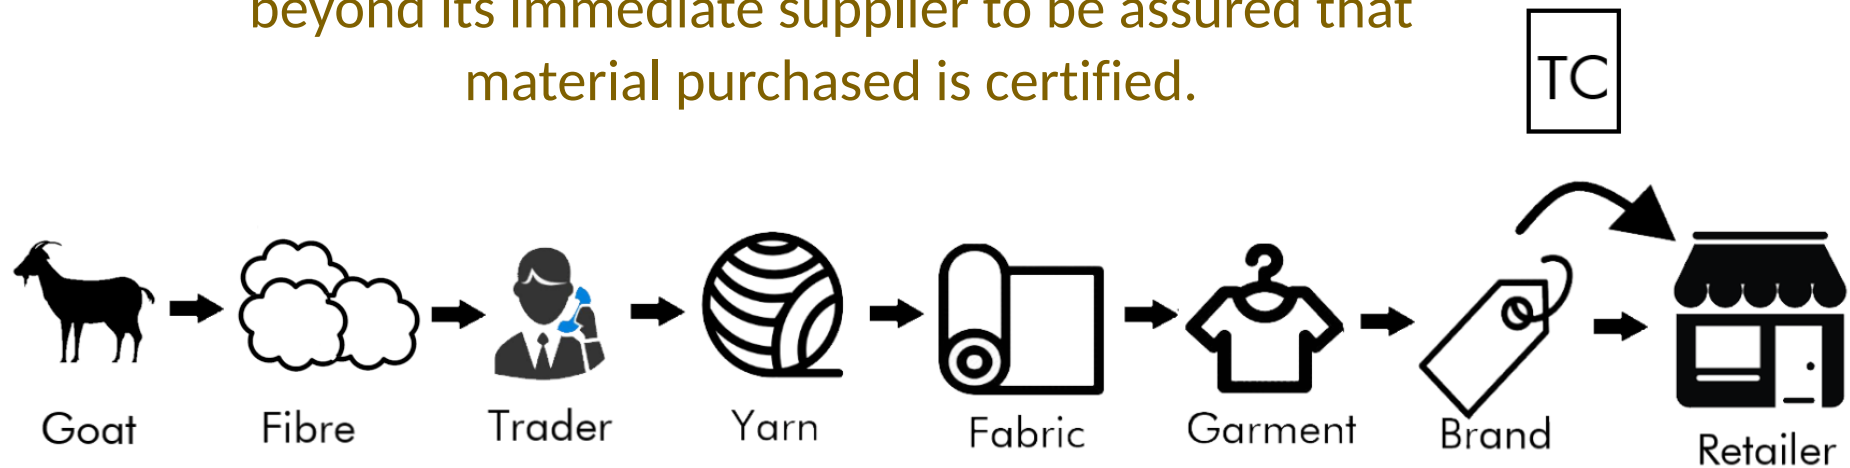 beyond its immediate supplier to be assured that
material purchased is certified.
TC
Goat
Fibre
Trader
Yarn
Fabric
Garment
Brand
Retailer